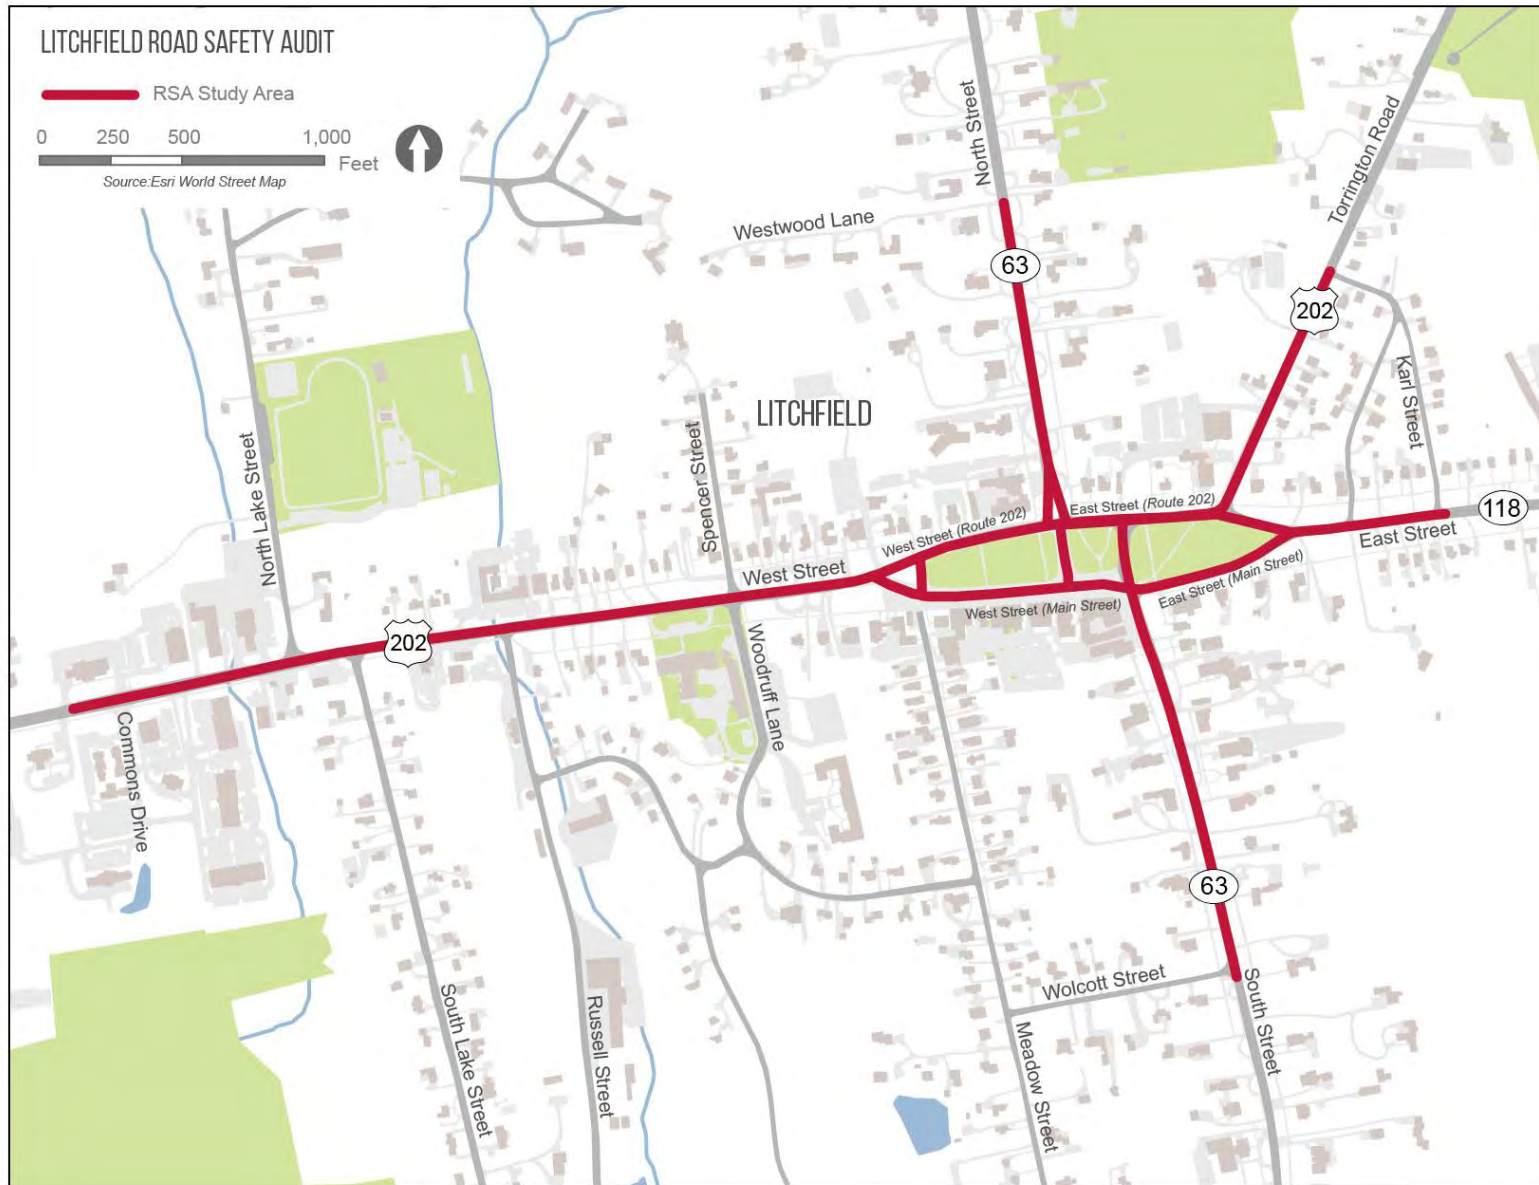 LITCHFIELD ROAD SAFETY AUDIT
RSA Study Area
0 250 500 1,000
Feet
Source:Esri World Street Map
North Street
Torrington Road
Westwood Lane
63
202
Karl Street
LITCHFIELD
North Lake Street
Spencer Street
West Street (Route 202)
East Street (Route 202)
118
East Street
West Street
West Street (Main Street)
East Street (Main Street)
202
Woodruff Lane
Commons Drive
63
Wolcott Street
South Lake Street
Russell Street
Meadow Street
South Street